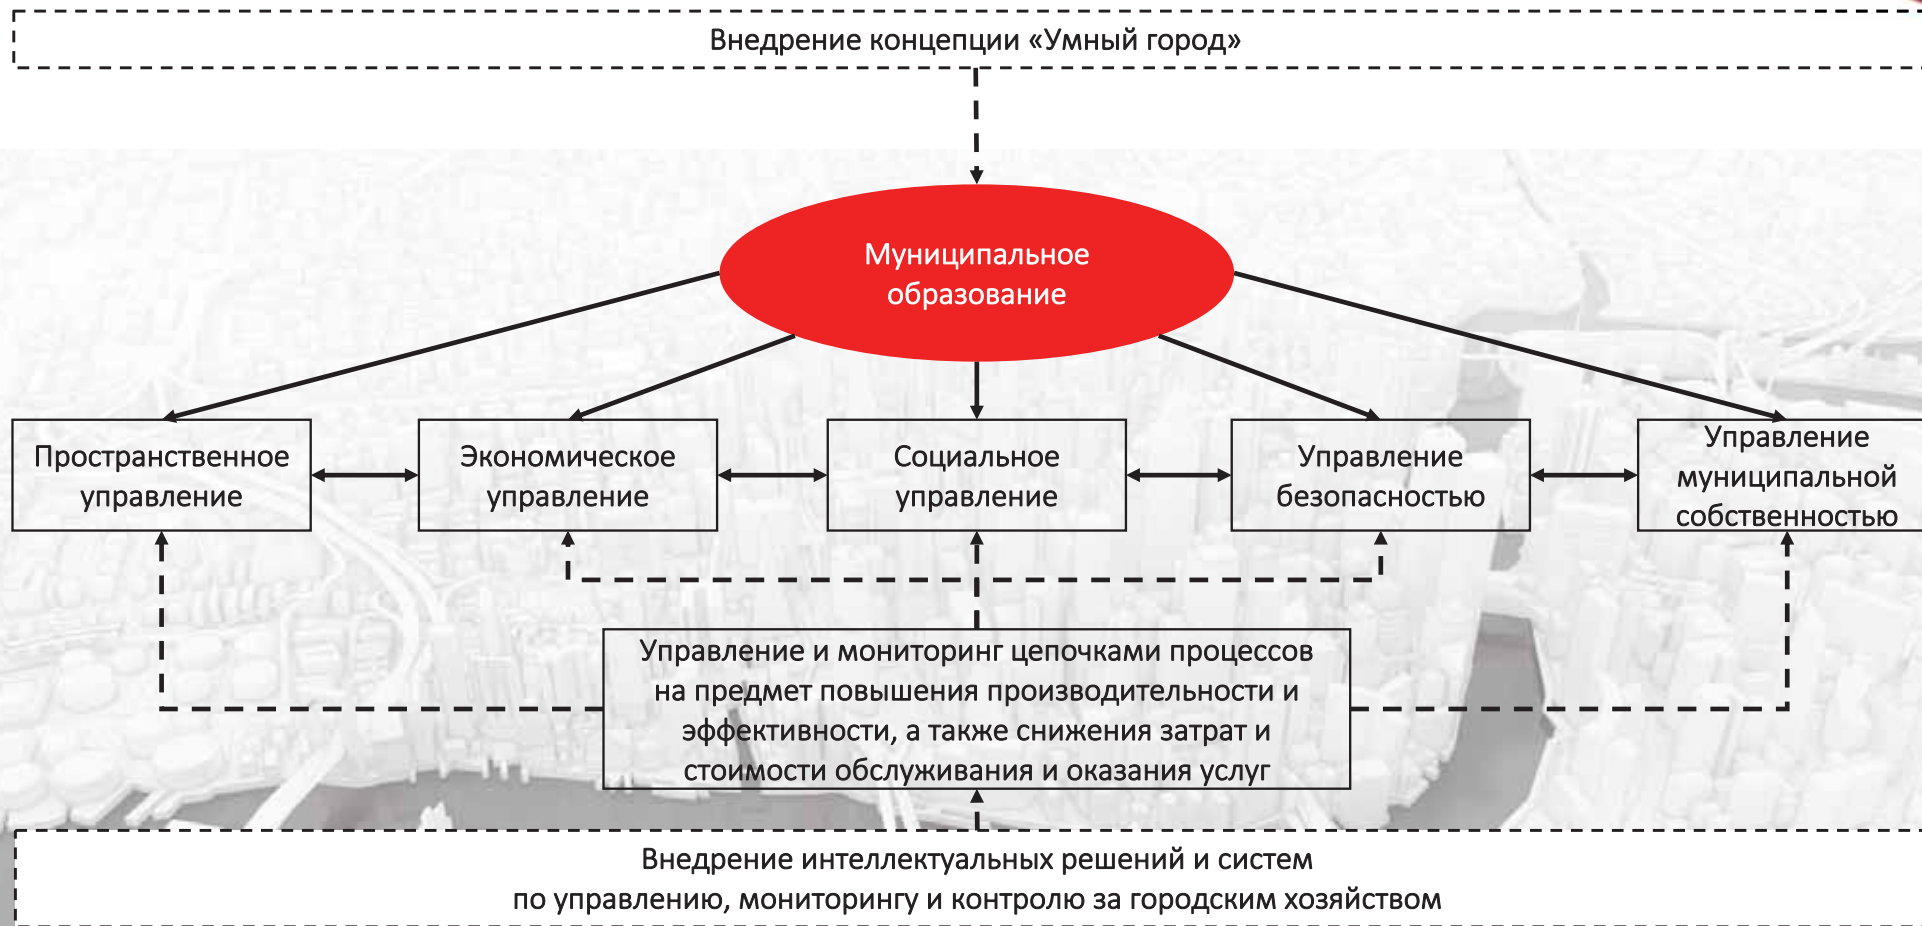 Внедрение концепции «Умный город»
Муниципальное
образование
Пространственное
управление
Экономическое
управление
Социальное
управление
Управление
безопасностью
Управление
муниципальной
собственностью
Управление и мониторинг цепочками процессов
на предмет повышения производительности и
эффективности, а также снижения затрат и
стоимости обслуживания и оказания услуг
Внедрение интеллектуальных решений и систем
по управлению, мониторингу и контролю за городским хозяйством